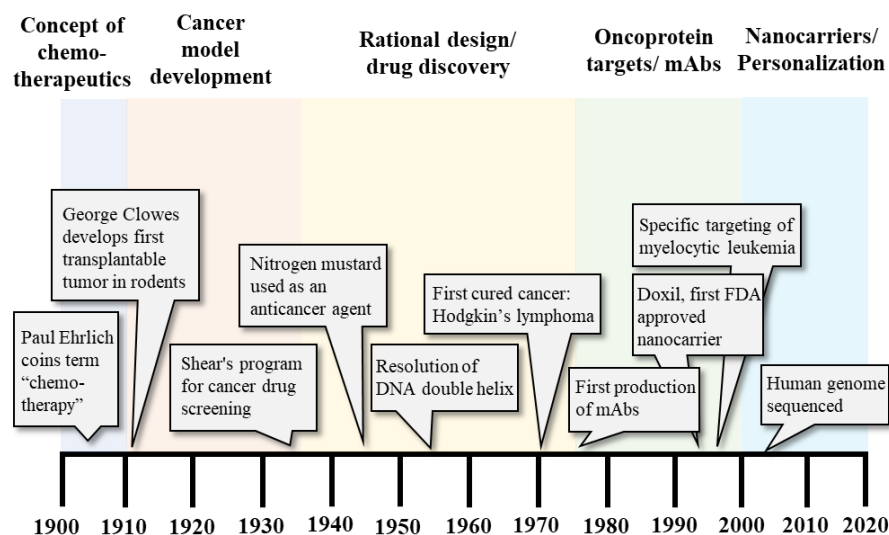 Concept of
chemo-
therapeutics
Cancer
model
development
Rational design/
drug discovery
Oncoprotein
targets/ mAbs
Nanocarriers/
Personalization
George Clowes
develops first
transplantable
tumor in rodents
Specific targeting of
myelocytic leukemia
Nitrogen mustard
used as an
anticancer agent
First cured cancer:
Hodgkin’s lymphoma
Doxil, first FDA
approved
nanocarrier
Paul Ehrlich
coins term
“chemo-
therapy”
Shear's program
for cancer drug
screening
Resolution of
DNA double helix
First production
of mAbs
Human genome
sequenced
1900 1910 1920 1930 1940 1950 1960 1970 1980 1990 2000 2010 2020